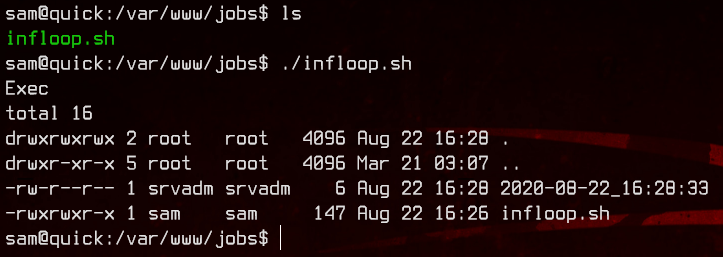 sam@quick:/var/www/jobs$ ls
infloop.sh
sam@quick:/var/www/jobs$ ./infloop.sh
Exec
total 16
drwxrwxrwx 2 root   root   4096 Aug 22 16:28 .
drwxr-xr-x 5 root   root   4096 Mar 21 03:07 ..
-rw-r--r-- 1 srvadm srvadm    6 Aug 22 16:28 2020-08-22_16:28:33
-rwxrwxr-x 1 sam    sam     147 Aug 22 16:26 infloop.sh
sam@quick:/var/www/jobs$